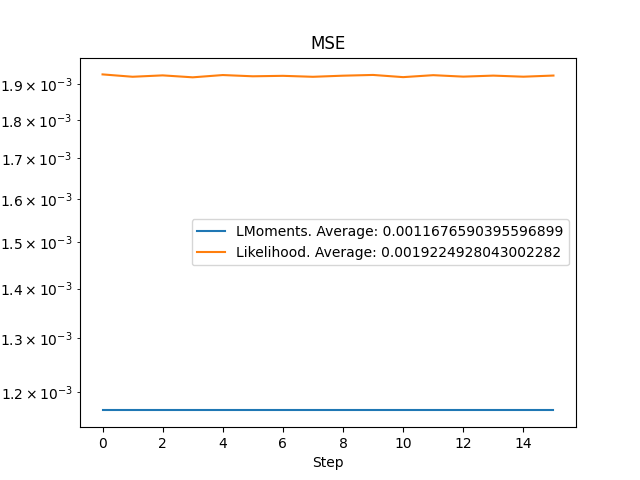 MSE
1.9 × 10⁻³
1.8 × 10⁻³
1.7 × 10⁻³
1.6 × 10⁻³
1.5 × 10⁻³
1.4 × 10⁻³
1.3 × 10⁻³
1.2 × 10⁻³
LMoments. Average: 0.0011676590395596899
Likelihood. Average: 0.0019224928043002282
0 2 4 6 8 10 12 14
Step